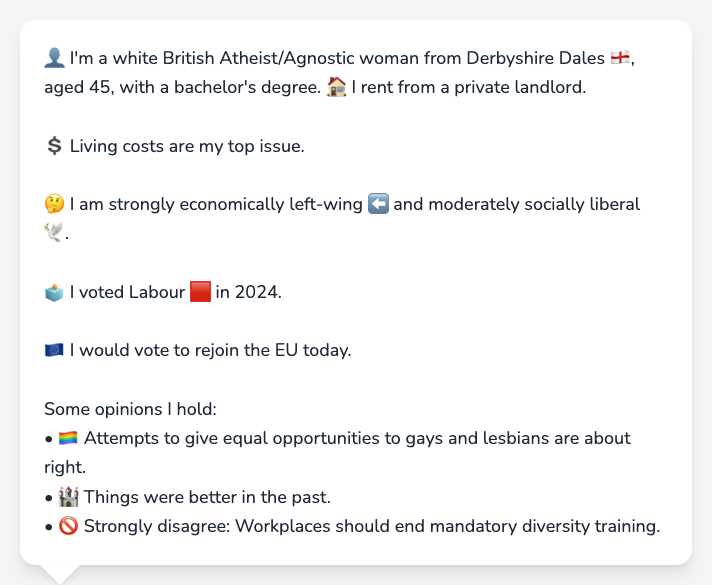 👤 I'm a white British Atheist/Agnostic woman from Derbyshire Dales 🏴󠁧󠁢󠁥󠁮󠁧󠁿,
aged 45, with a bachelor's degree. 🏠 I rent from a private landlord.
💲 Living costs are my top issue.
🤔 I am strongly economically left-wing ⬅️ and moderately socially liberal
🕊️.
🗳️ I voted Labour 🟥 in 2024.
🇪🇺 I would vote to rejoin the EU today.
Some opinions I hold:
• 🏳️‍🌈 Attempts to give equal opportunities to gays and lesbians are about
right.
• 🏰 Things were better in the past.
• 🚫 Strongly disagree: Workplaces should end mandatory diversity training.